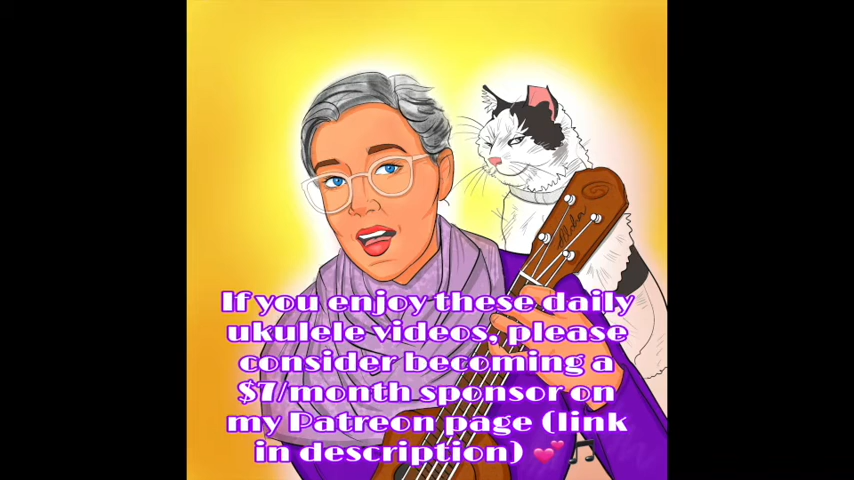 Aloha
If you enjoy these daily
ukulele videos, please
consider becoming a
$7/month sponsor on
my Patreon page (link
in description) 💕🎵